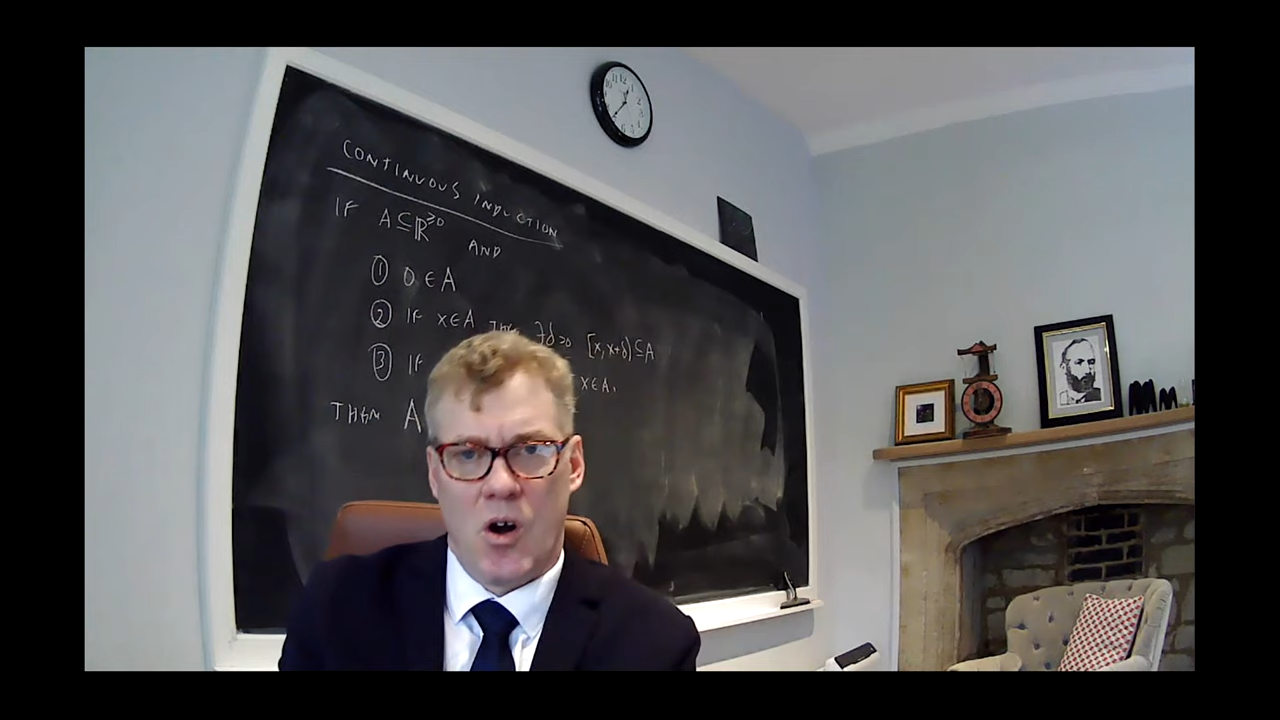 CONTINUOUS INDUCTION
IF A ⊆ ℝ^≥0 AND
① 0 ∈ A
② IF x ∈ A THEN ∃δ>0 [x, x+δ) ⊆ A
③ IF x ∈ A.
THEN A